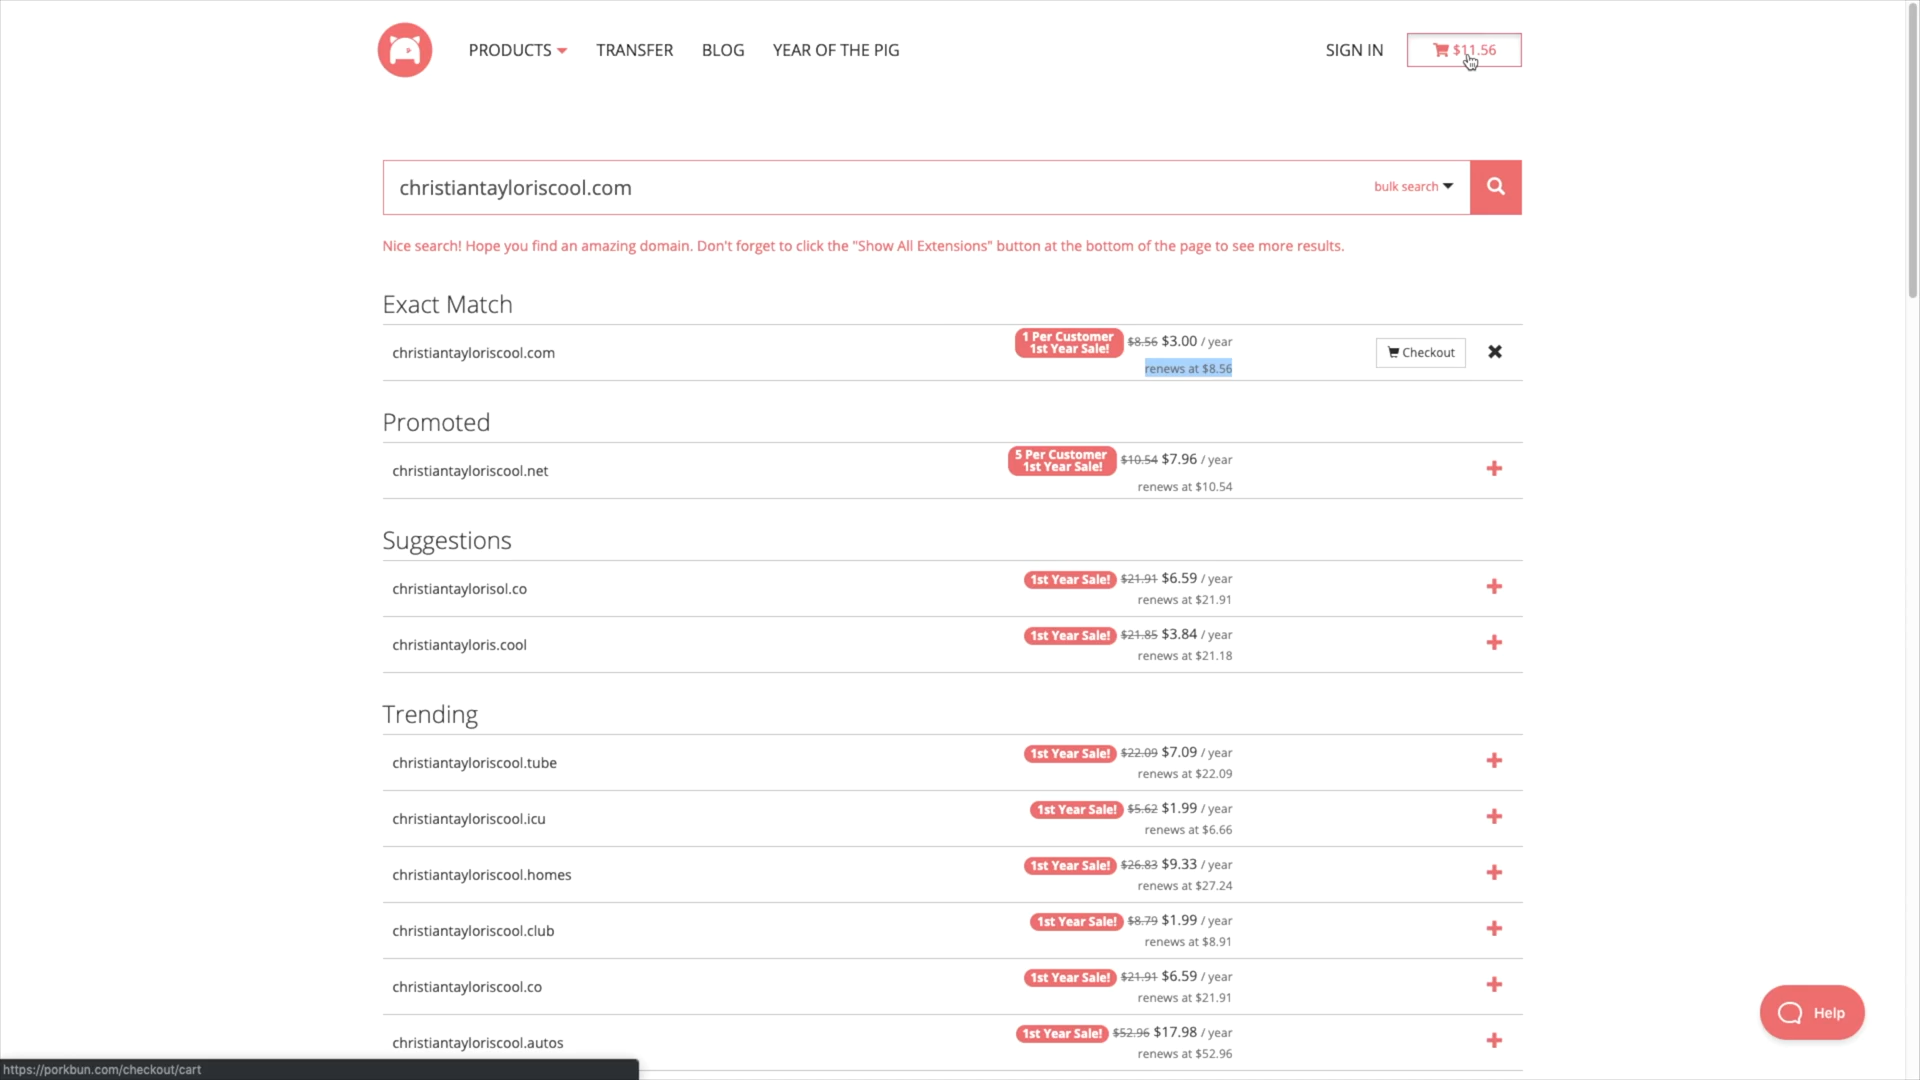 PRODUCTS TRANSFER BLOG YEAR OF THE PIG SIGN IN $11.56
christiantayloriscool.com bulk search
Nice search! Hope you find an amazing domain. Don't forget to click the "Show All Extensions" button at the bottom of the page to see more results.
Exact Match
christiantayloriscool.com
1 Per Customer
1st Year Sale!
$8.56 $3.00 / year
renews at $8.56
Checkout
Promoted
christiantayloriscool.net
5 Per Customer
1st Year Sale!
$10.54 $7.96 / year
renews at $10.54
Suggestions
christiantaylorisol.co
1st Year Sale! $21.91 $6.59 / year
renews at $21.91
christiantayloris.cool
1st Year Sale! $21.85 $3.84 / year
renews at $21.18
Trending
christiantayloriscool.tube
1st Year Sale! $22.09 $7.09 / year
renews at $22.09
christiantayloriscool.icu
1st Year Sale! $5.62 $1.99 / year
renews at $6.66
christiantayloriscool.homes
1st Year Sale! $26.83 $9.33 / year
renews at $27.24
christiantayloriscool.club
1st Year Sale! $8.79 $1.99 / year
renews at $8.91
christiantayloriscool.co
1st Year Sale! $21.91 $6.59 / year
renews at $21.91
christiantayloriscool.autos
1st Year Sale! $52.96 $17.98 / year
renews at $52.96
Help
https://porkbun.com/checkout/cart